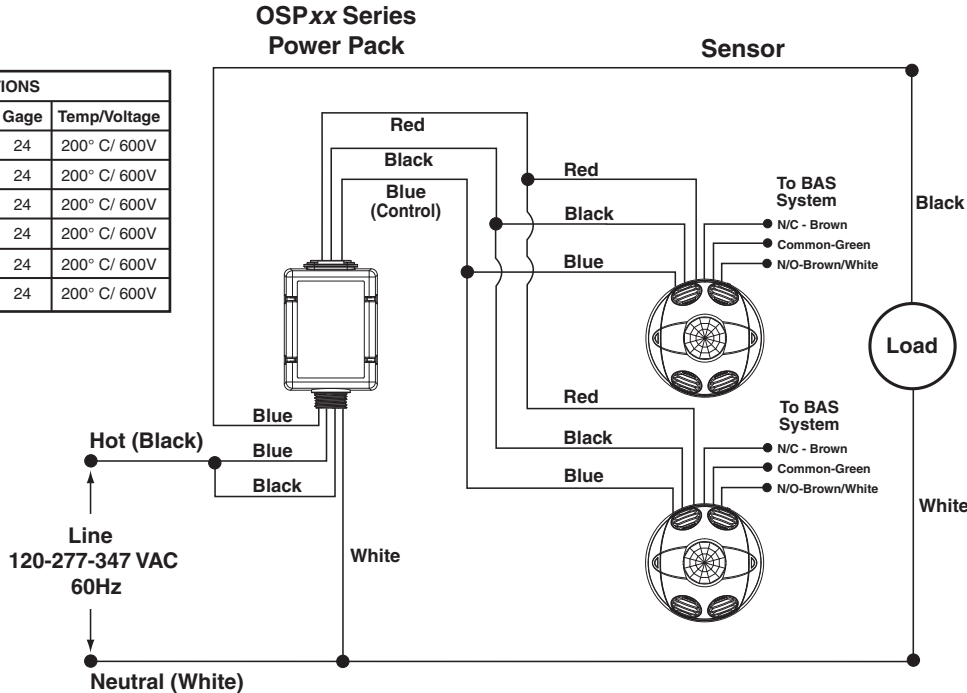 OSPxx Series
Power Pack
Sensor
TIONS
Gage Temp/Voltage
24 200° C/ 600V
24 200° C/ 600V
24 200° C/ 600V
24 200° C/ 600V
24 200° C/ 600V
24 200° C/ 600V
Red
Black
Blue
(Control)
Red
Black
Blue
To BAS
System
N/C - Brown
Common-Green
N/O-Brown/White
Black
Load
Red
Black
Blue
To BAS
System
N/C - Brown
Common-Green
N/O-Brown/White
White
Blue
Hot (Black)
Blue
Black
Line
120-277-347 VAC
60Hz
White
Neutral (White)